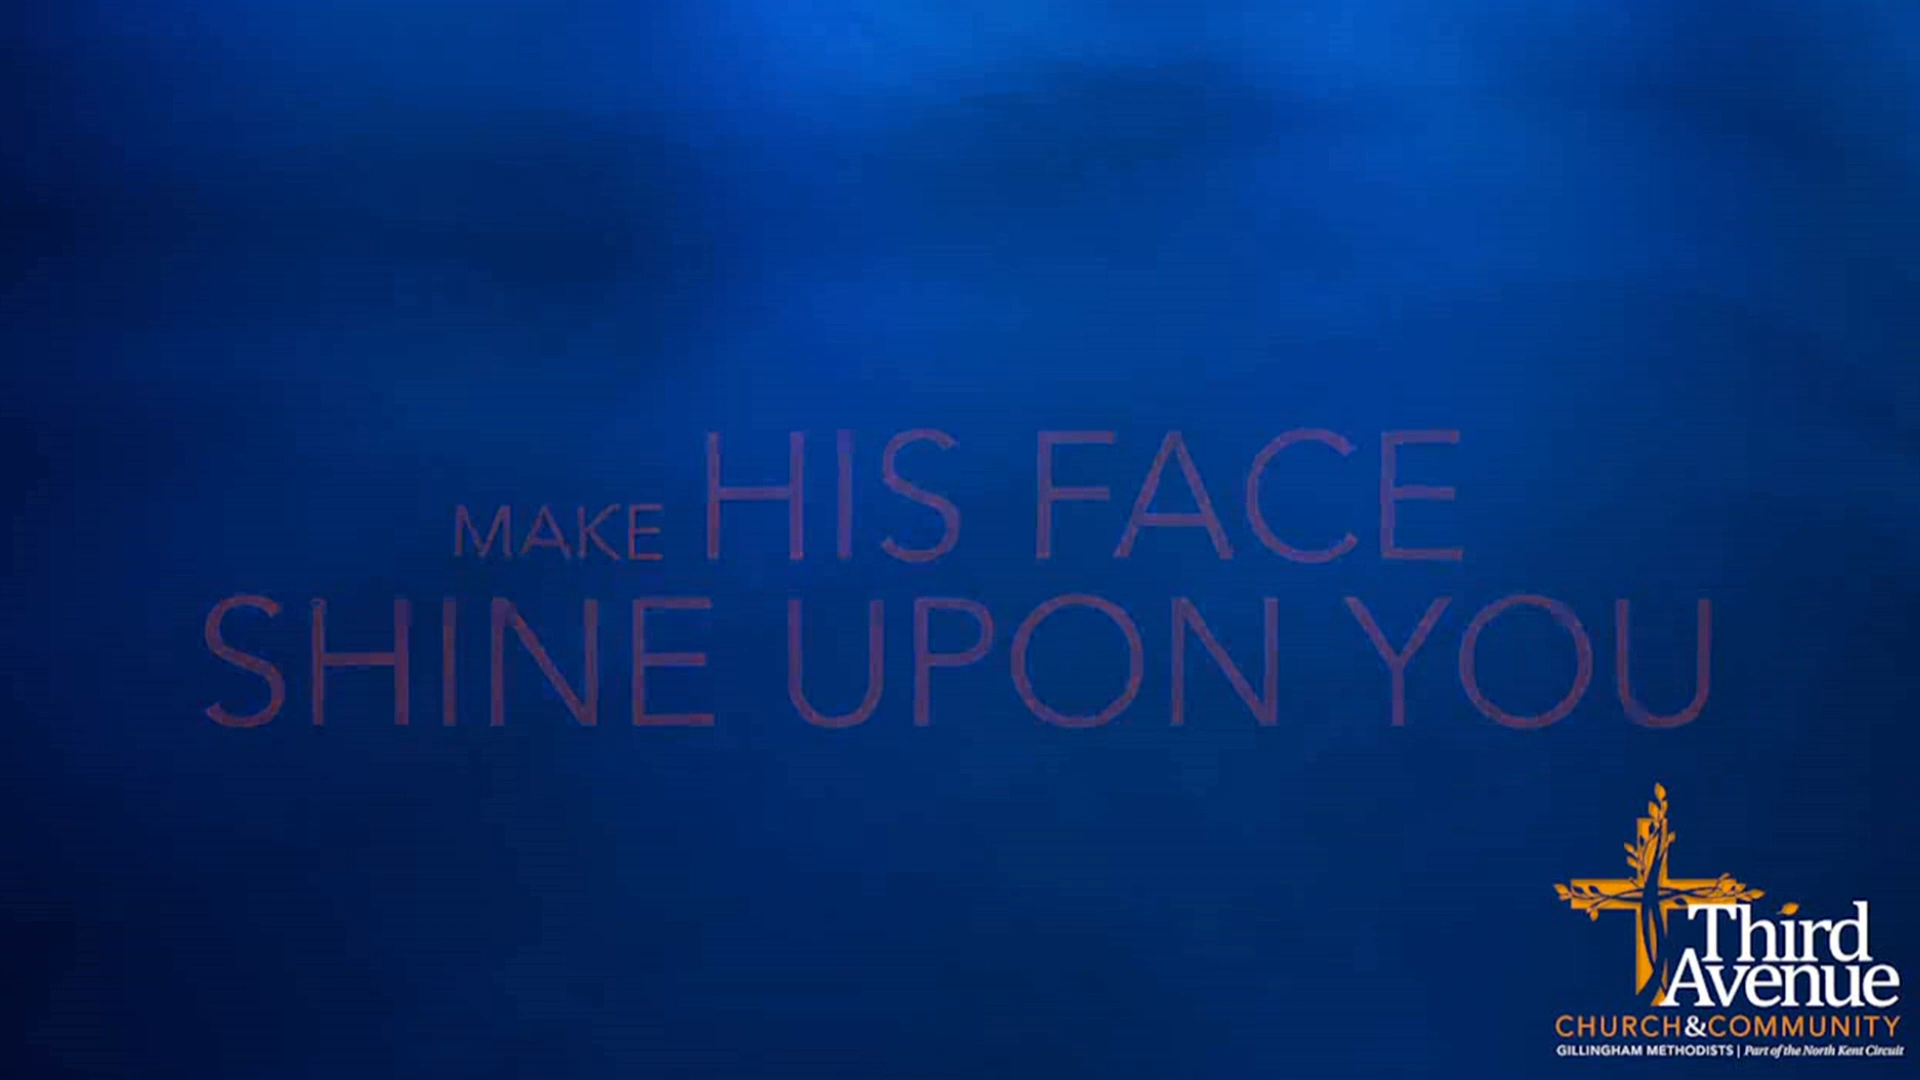 MAKE HIS FACE
SHINE UPON YOU
Third
Avenue
CHURCH&COMMUNITY
GILLINGHAM METHODISTS | Part of the North Kent Circuit